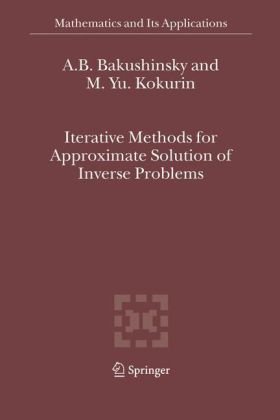 Mathematics and Its Applications
A.B. Bakushinsky and
M. Yu. Kokurin
Iterative Methods for
Approximate Solution of
Inverse Problems
Springer